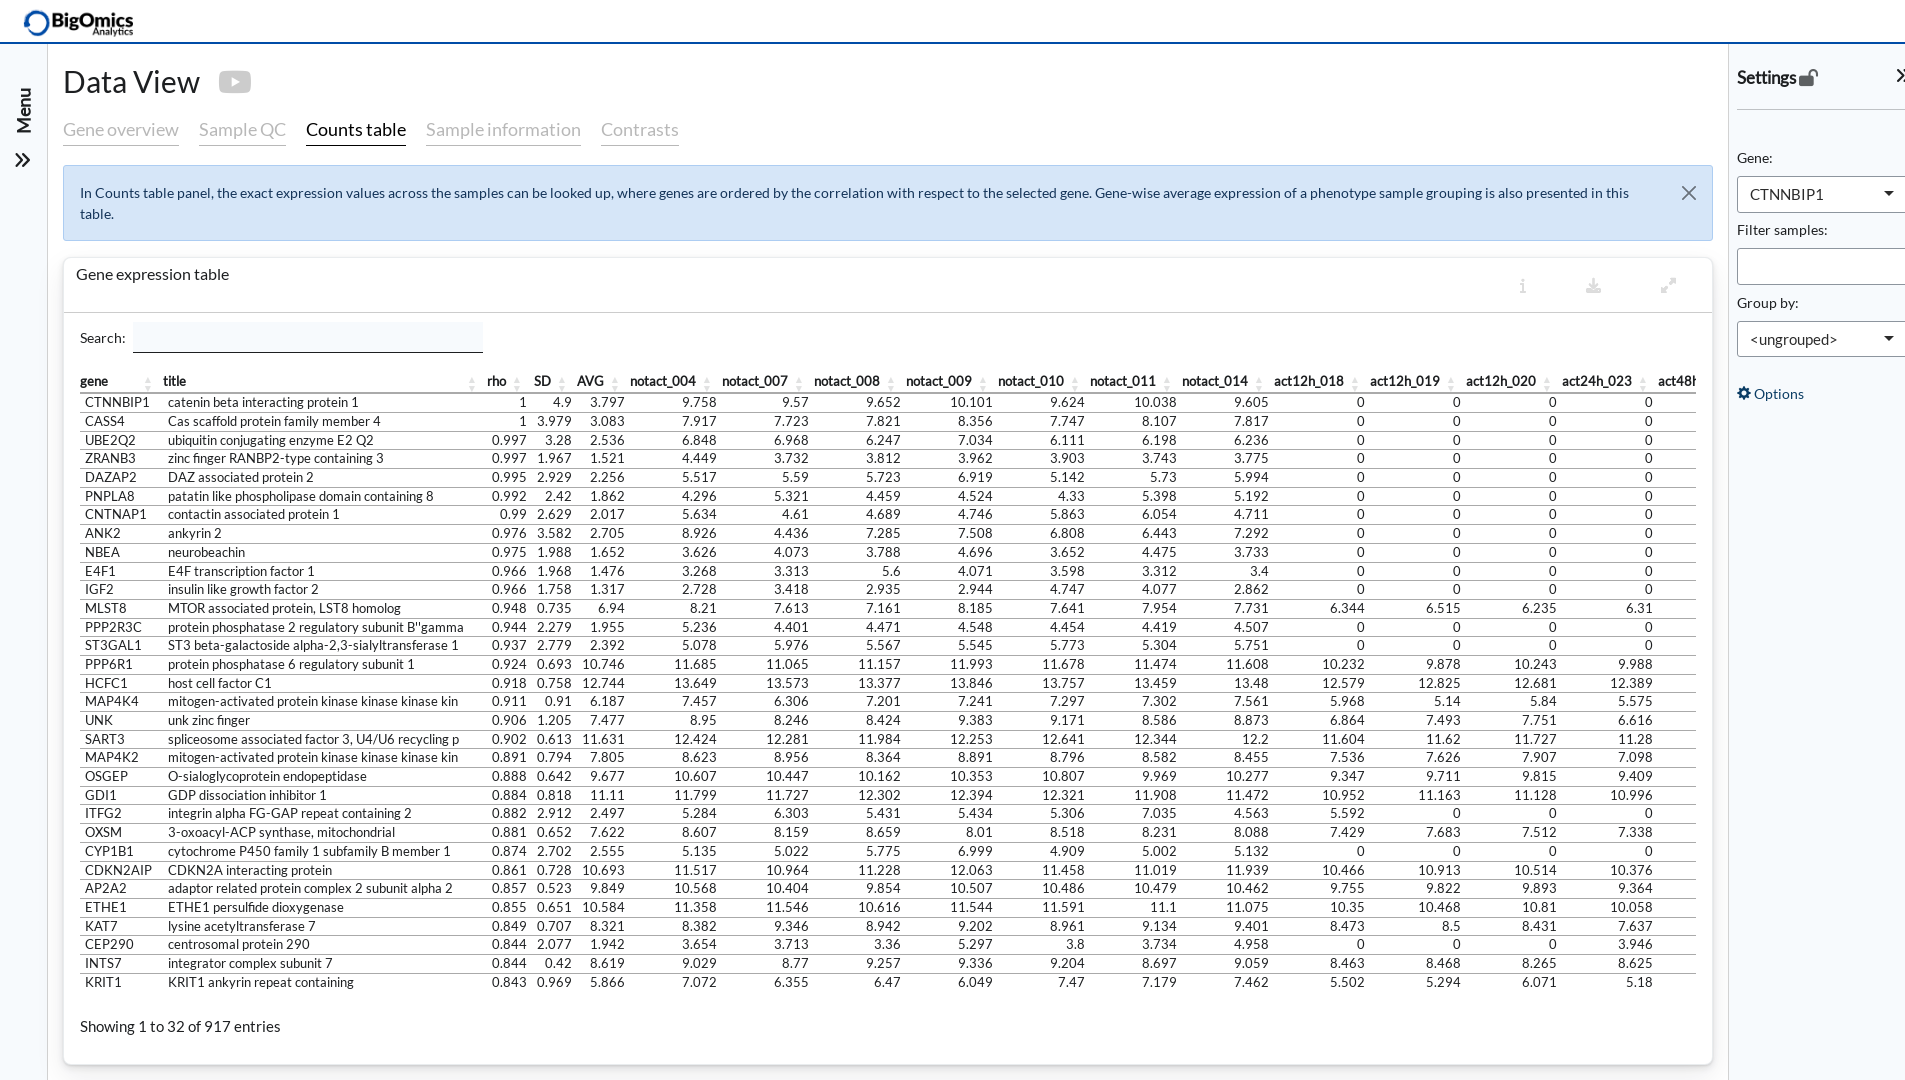 BigOmics
Analytics
Menu
Data View
Gene overview Sample QC Counts table Sample information Contrasts
In Counts table panel, the exact expression values across the samples can be looked up, where genes are ordered by the correlation with respect to the selected gene. Gene-wise average expression of a phenotype sample grouping is also presented in this
table.
Gene expression table
Search:
gene title rho SD AVG notact_004 notact_007 notact_008 notact_009 notact_010 notact_011 notact_014 act12h_018 act12h_019 act12h_020 act24h_023 act48h
CTNNBIP1 catenin beta interacting protein 1 1 4.9 3.797 9.758 9.57 9.652 10.101 9.624 10.038 9.605 0 0 0 0
CASS4 Cas scaffold protein family member 4 1 3.979 3.083 7.917 7.723 7.821 8.356 7.747 8.107 7.817 0 0 0 0
UBE2Q2 ubiquitin conjugating enzyme E2 Q2 0.997 3.28 2.536 6.848 6.968 6.247 7.034 6.111 6.198 6.236 0 0 0 0
ZRANB3 zinc finger RANBP2-type containing 3 0.997 1.967 1.521 4.449 3.732 3.812 3.962 3.903 3.743 3.775 0 0 0 0
DAZAP2 DAZ associated protein 2 0.995 2.929 2.256 5.517 5.59 5.723 6.919 5.142 5.73 5.994 0 0 0 0
PNPLA8 patatin like phospholipase domain containing 8 0.992 2.42 1.862 4.296 5.321 4.459 4.524 4.33 5.398 5.192 0 0 0 0
CNTNAP1 contactin associated protein 1 0.99 2.629 2.017 5.634 4.61 4.689 4.746 5.863 6.054 4.711 0 0 0 0
ANK2 ankyrin 2 0.976 3.582 2.705 8.926 4.436 7.285 7.508 6.808 6.443 7.292 0 0 0 0
NBEA neurobeachin 0.975 1.988 1.652 3.626 4.073 3.788 4.696 3.652 4.475 3.733 0 0 0 0
E4F1 E4F transcription factor 1 0.966 1.968 1.476 3.268 3.313 5.6 4.071 3.598 3.312 3.4 0 0 0 0
IGF2 insulin like growth factor 2 0.966 1.758 1.317 2.728 3.418 2.935 2.944 4.747 4.077 2.862 0 0 0 0
MLST8 MTOR associated protein, LST8 homolog 0.948 0.735 6.94 8.21 7.613 7.161 8.185 7.641 7.954 7.731 6.344 6.515 6.235 6.31
PPP2R3C protein phosphatase 2 regulatory subunit B''gamma 0.944 2.279 1.955 5.236 4.401 4.471 4.548 4.454 4.419 4.507 0 0 0 0
ST3GAL1 ST3 beta-galactoside alpha-2,3-sialyltransferase 1 0.937 2.779 2.392 5.078 5.976 5.567 5.545 5.773 5.304 5.751 0 0 0 0
PPP6R1 protein phosphatase 6 regulatory subunit 1 0.924 0.693 10.746 11.685 11.065 11.157 11.993 11.678 11.474 11.608 10.232 9.878 10.243 9.988
HCFC1 host cell factor C1 0.918 0.758 12.744 13.649 13.573 13.377 13.846 13.757 13.459 13.48 12.579 12.825 12.681 12.389
MAP4K4 mitogen-activated protein kinase kinase kinase kin 0.911 0.91 6.187 7.457 6.306 7.201 7.241 7.297 7.302 7.561 5.968 5.14 5.84 5.575
UNK unk zinc finger 0.906 1.205 7.477 8.95 8.246 8.424 9.383 9.171 8.586 8.873 6.864 7.493 7.751 6.616
SART3 spliceosome associated factor 3, U4/U6 recycling p 0.902 0.613 11.631 12.424 12.281 11.984 12.253 12.641 12.344 12.2 11.604 11.62 11.727 11.28
MAP4K2 mitogen-activated protein kinase kinase kinase kin 0.891 0.794 7.805 8.623 8.956 8.364 8.891 8.796 8.582 8.455 7.536 7.626 7.907 7.098
OSGEP O-sialoglycoprotein endopeptidase 0.888 0.642 9.677 10.607 10.447 10.162 10.353 10.807 9.969 10.277 9.347 9.711 9.815 9.409
GDI1 GDP dissociation inhibitor 1 0.884 0.818 11.11 11.799 11.727 12.302 12.394 12.321 11.908 11.472 10.952 11.163 11.128 10.996
ITFG2 integrin alpha FG-GAP repeat containing 2 0.882 2.912 2.497 5.284 6.303 5.431 5.434 5.306 7.035 4.563 5.592 0 0 0
OXSM 3-oxoacyl-ACP synthase, mitochondrial 0.881 0.652 7.622 8.607 8.159 8.659 8.01 8.518 8.231 8.088 7.429 7.683 7.512 7.338
CYP1B1 cytochrome P450 family 1 subfamily B member 1 0.874 2.702 2.555 5.135 5.022 5.775 6.999 4.909 5.002 5.132 0 0 0 0
CDKN2AIP CDKN2A interacting protein 0.861 0.728 10.693 11.517 10.964 11.228 12.063 11.458 11.019 11.939 10.466 10.913 10.514 10.376
AP2A2 adaptor related protein complex 2 subunit alpha 2 0.857 0.523 9.849 10.568 10.404 9.854 10.507 10.486 10.479 10.462 9.755 9.822 9.893 9.364
ETHE1 ETHE1 persulfide dioxygenase 0.855 0.651 10.584 11.358 11.546 10.616 11.544 11.591 11.1 11.075 10.35 10.468 10.81 10.058
KAT7 lysine acetyltransferase 7 0.849 0.707 8.321 8.382 9.346 8.942 9.202 8.961 9.134 9.401 8.473 8.5 8.431 7.637
CEP290 centrosomal protein 290 0.844 2.077 1.942 3.654 3.713 3.36 5.297 3.8 3.734 4.958 0 0 0 3.946
INTS7 integrator complex subunit 7 0.844 0.42 8.619 9.029 8.77 9.257 9.336 9.204 8.697 9.059 8.463 8.468 8.265 8.625
KRIT1 KRIT1 ankyrin repeat containing 0.843 0.969 5.866 7.072 6.355 6.47 6.049 7.47 7.179 7.462 5.502 5.294 6.071 5.18
Showing 1 to 32 of 917 entries
Settings
Gene:
CTNNBIP1
Filter samples:
Group by:
<ungrouped>
Options